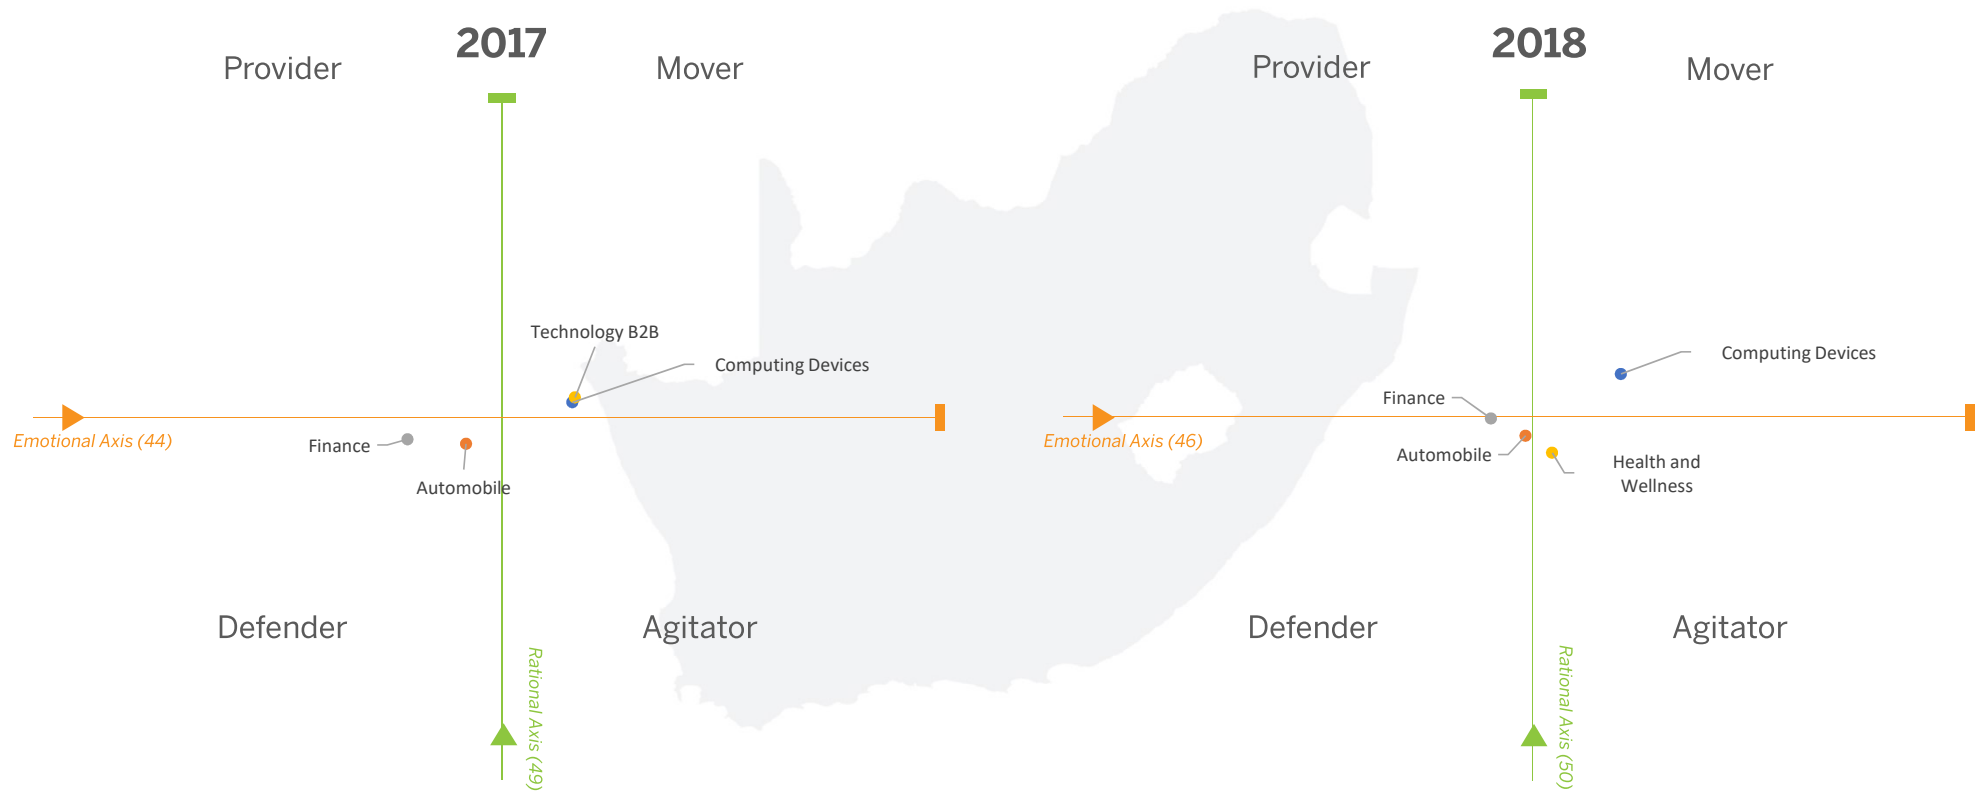 2017
Provider
Mover
Technology B2B
Computing Devices
Emotional Axis (44)
Finance
Automobile
Defender
Agitator
Rational Axis (49)
2018
Provider
Mover
Computing Devices
Finance
Emotional Axis (46)
Automobile
Health and
Wellness
Defender
Agitator
Rational Axis (50)